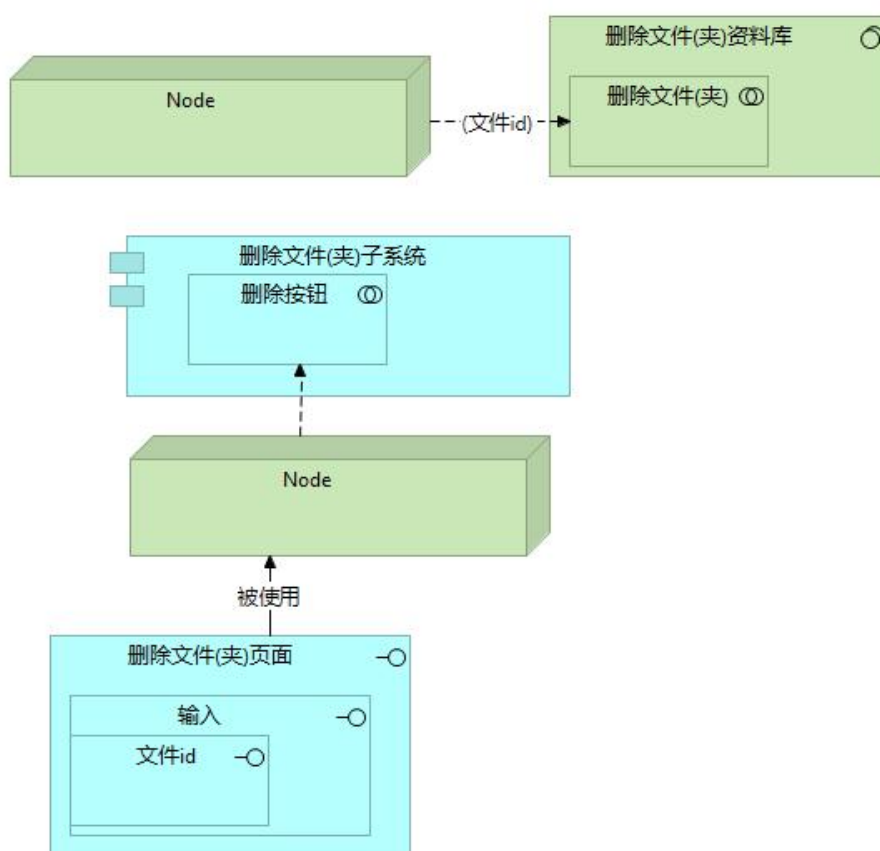 删除文件(夹)资料库
Node
删除文件(夹)
(文件id)
删除文件(夹)子系统
删除按钮
Node
被使用
删除文件(夹)页面
输入
文件id